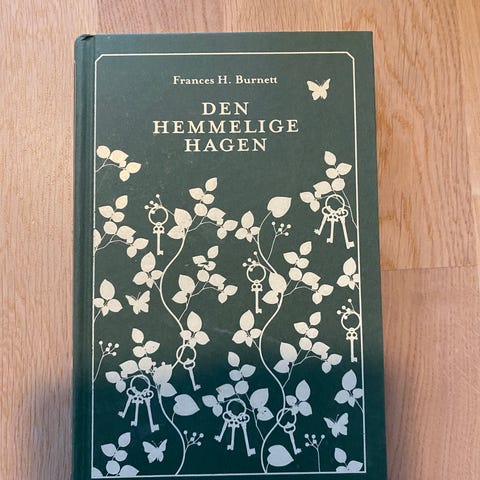 Frances H. Burnett
DEN
HEMMELIGE
HAGEN